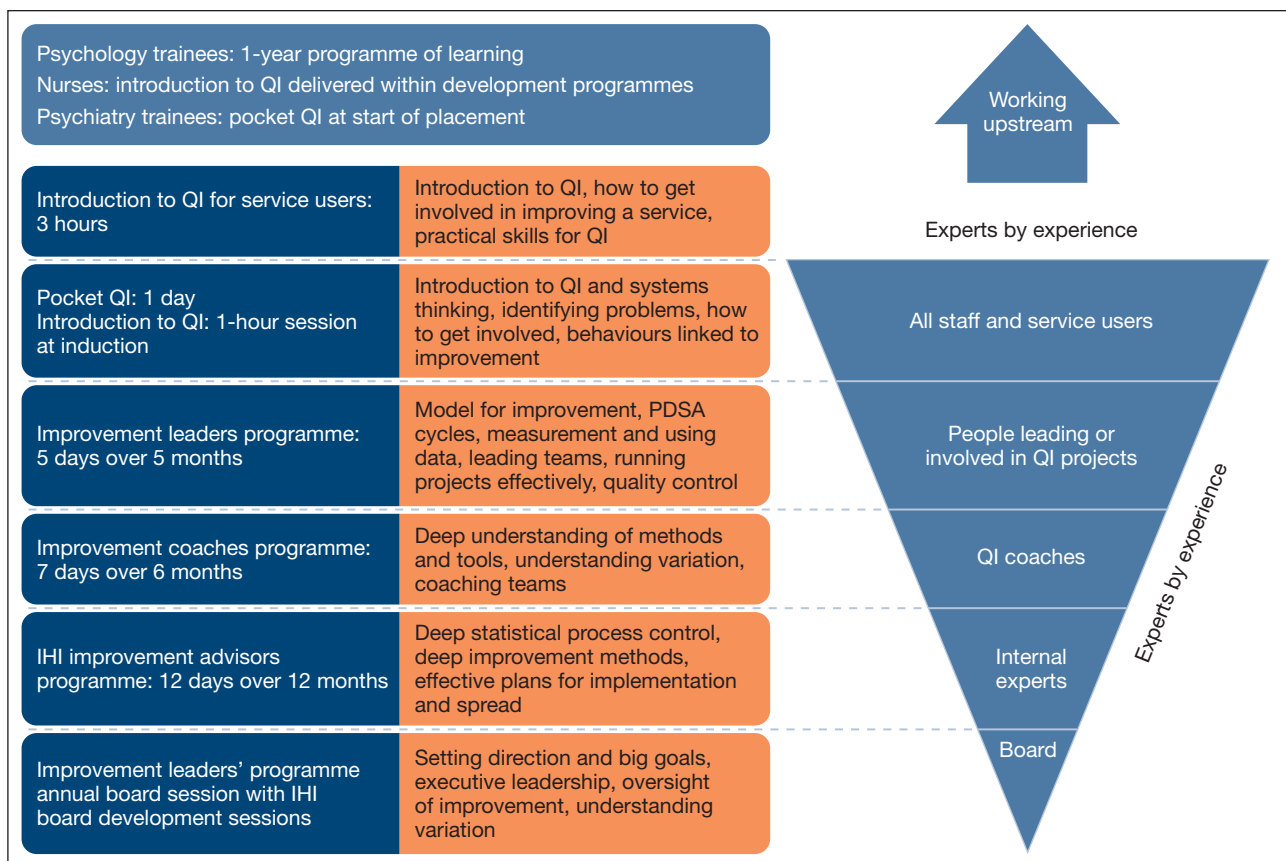 Psychology trainees: 1-year programme of learning
Nurses: introduction to QI delivered within development programmes
Psychiatry trainees: pocket QI at start of placement
Working
upstream
Introduction to QI for service users:
3 hours
Introduction to QI, how to get
involved in improving a service,
practical skills for QI
Experts by experience
Pocket QI: 1 day
Introduction to QI: 1-hour session
at induction
Introduction to QI and systems
thinking, identifying problems, how
to get involved, behaviours linked to
improvement
All staff and service users
Improvement leaders programme:
5 days over 5 months
Model for improvement, PDSA
cycles, measurement and using
data, leading teams, running
projects effectively, quality control
People leading or
involved in QI projects
Improvement coaches programme:
7 days over 6 months
Deep understanding of methods
and tools, understanding variation,
coaching teams
QI coaches
Experts by experience
IHI improvement advisors
programme: 12 days over 12 months
Deep statistical process control,
deep improvement methods,
effective plans for implementation
and spread
Internal
experts
Improvement leaders' programme
annual board session with IHI
board development sessions
Setting direction and big goals,
executive leadership, oversight
of improvement, understanding
variation
Board